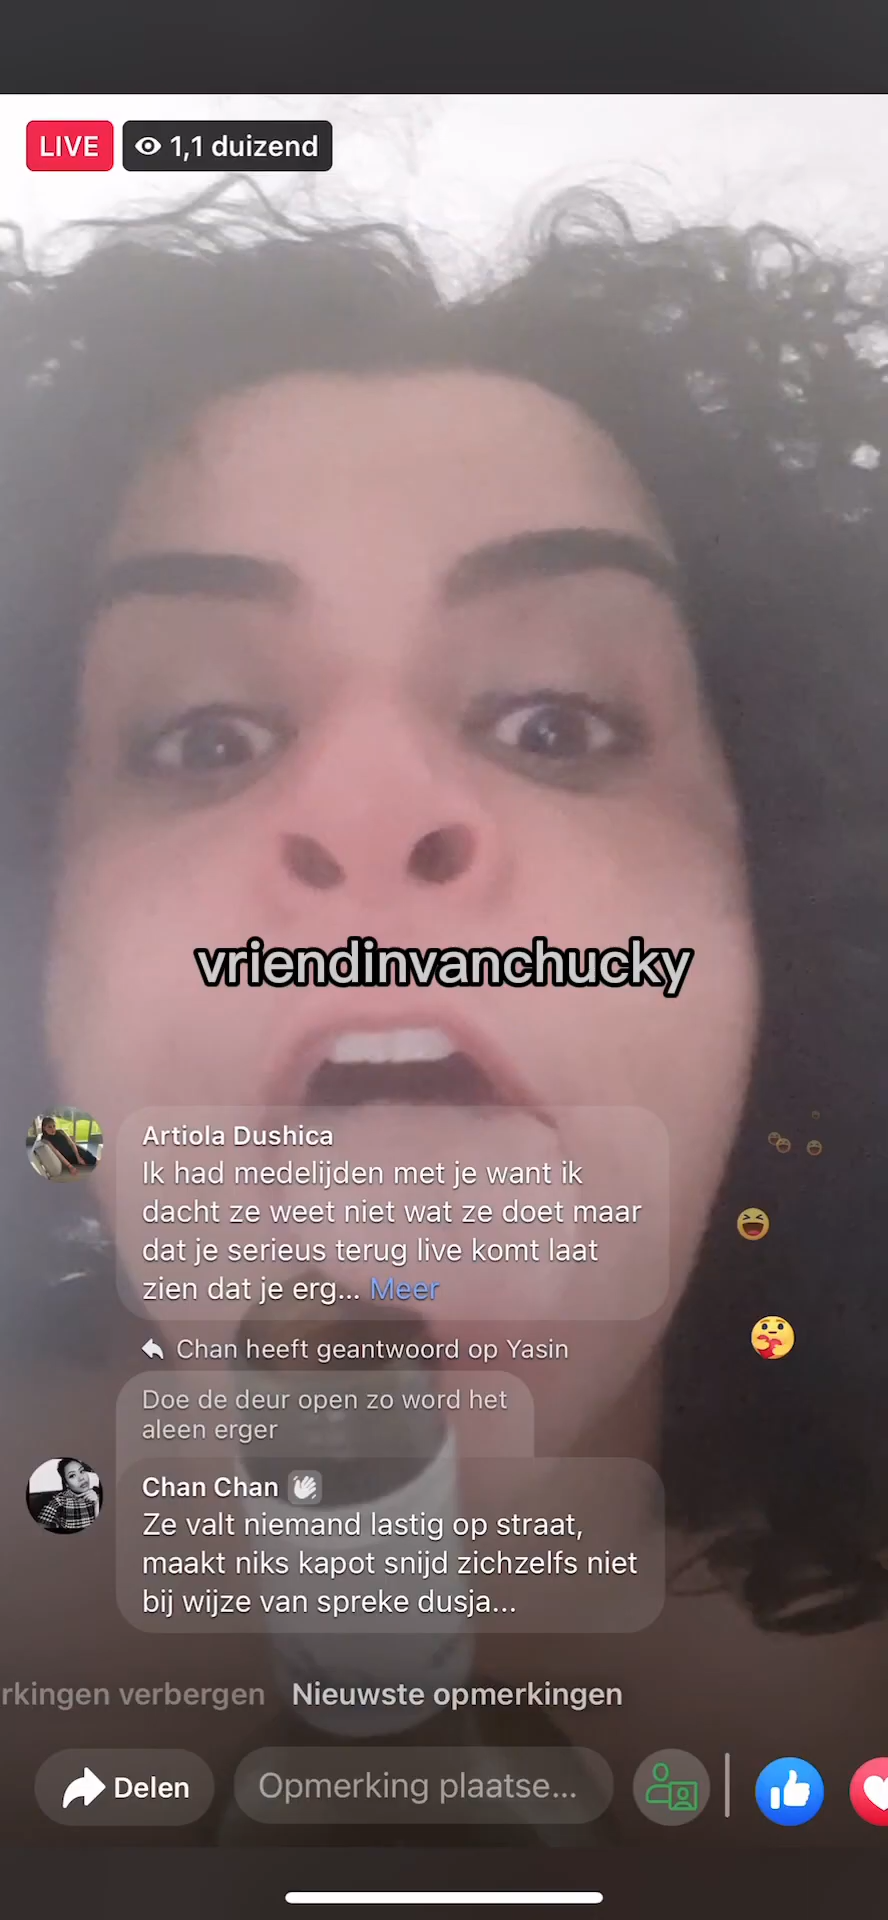 LIVE
1,1 duizend
vriendinvanchucky
Artiola Dushica
Ik had medelijden met je want ik
dacht ze weet niet wat ze doet maar
dat je serieus terug live komt laat
zien dat je erg... Meer
Chan heeft geantwoord op Yasin
Doe de deur open zo word het
aleen erger
Chan Chan
Ze valt niemand lastig op straat,
maakt niks kapot snijd zichzelfs niet
bij wijze van spreke dusja...
rkingen verbergen
Nieuwste opmerkingen
Delen
Opmerking plaatse...